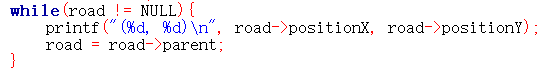 while(road != NULL){
    printf("(%d, %d)\n", road->positionX, road->positionY);
    road = road->parent;
}